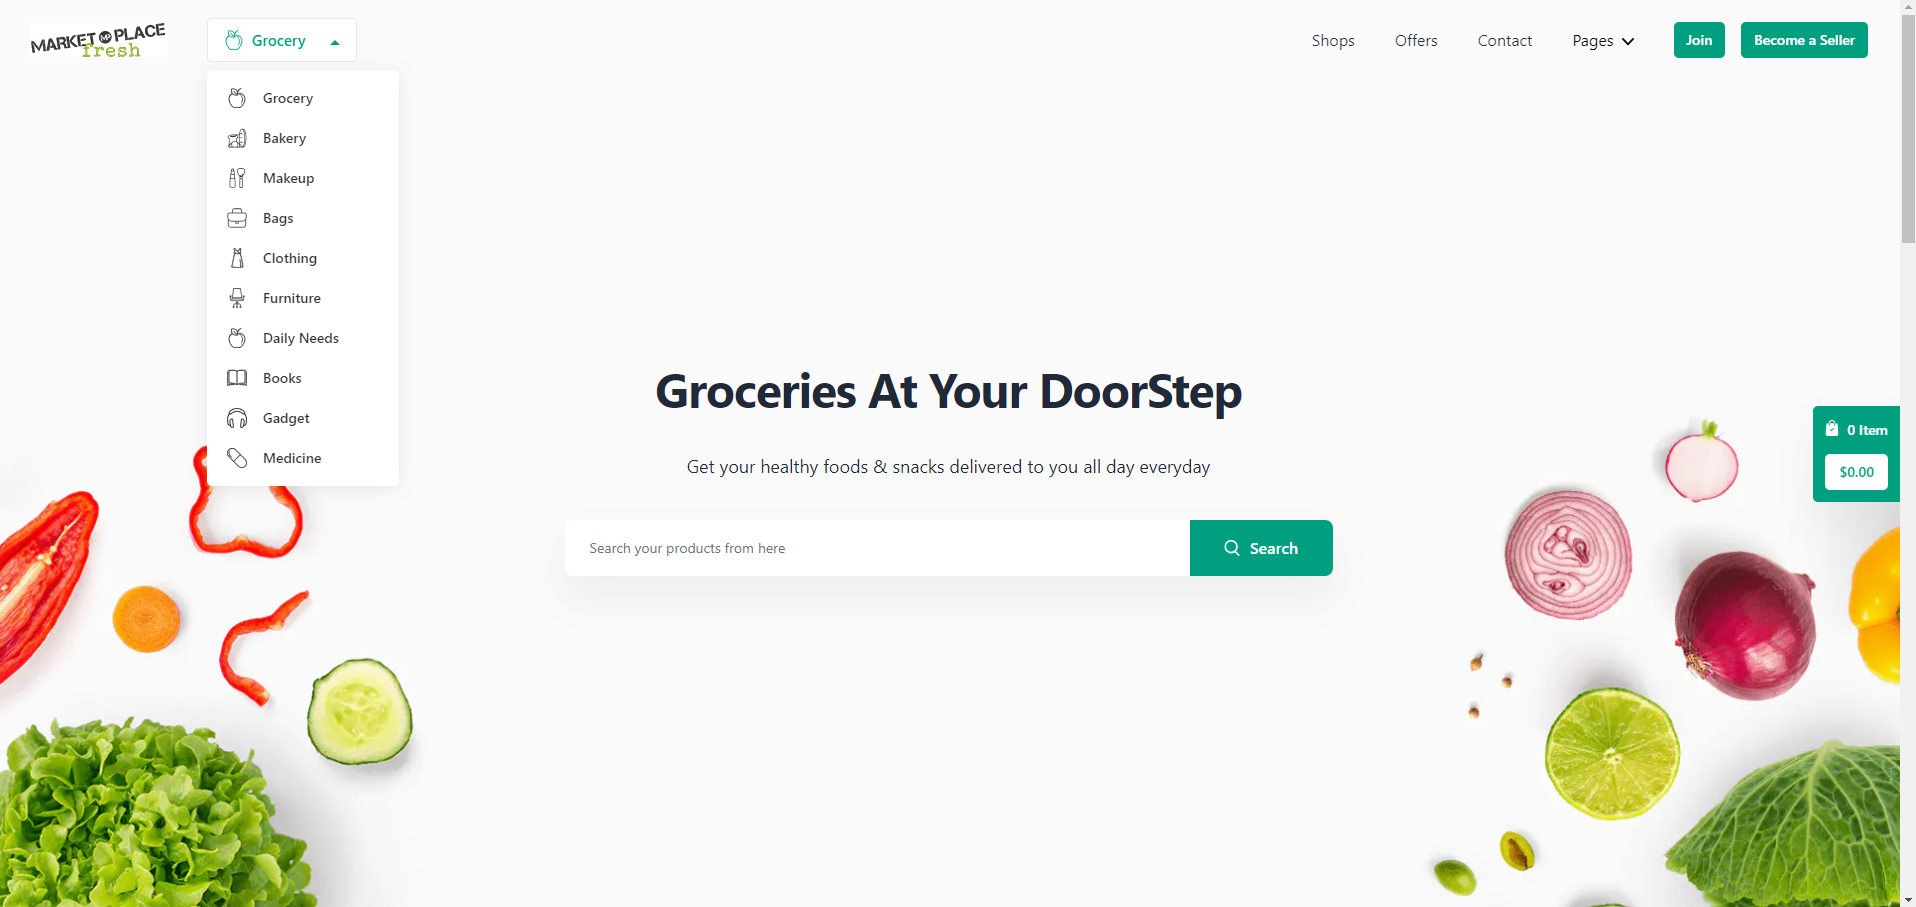 MARKET MP PLACE
fresh
Grocery
Shops
Offers
Contact
Pages
Join
Become a Seller
Grocery
Bakery
Makeup
Bags
Clothing
Furniture
Daily Needs
Books
Gadget
Medicine
Groceries At Your DoorStep
Get your healthy foods & snacks delivered to you all day everyday
Search your products from here
Search
0 Item
$0.00